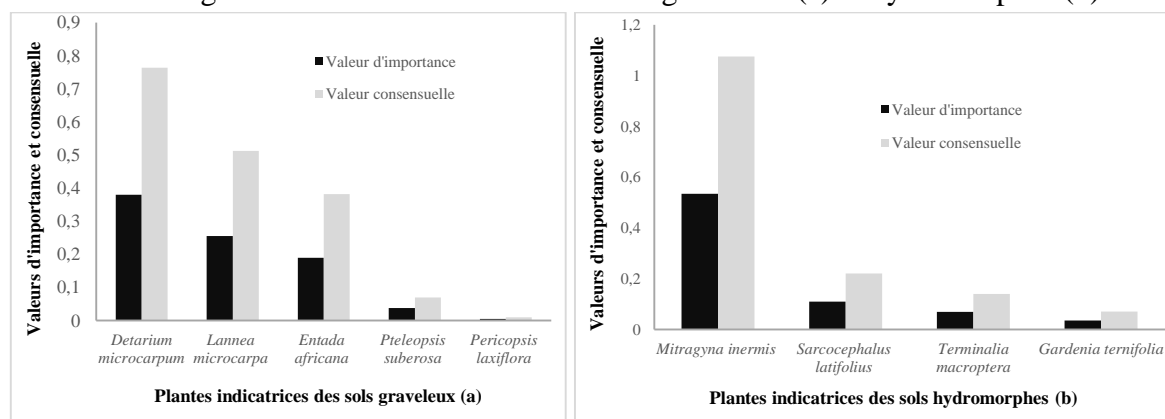 0,9
0,8
0,7
0,6
0,5
0,4
0,3
0,2
0,1
0
Valeurs d'importance et consensuelle
Valeur d'importance
Valeur consensuelle
Detarium microcarpum
Lannea microcarpa
Entada africana
Pteleopsis suberosa
Pericopsis laxiflora
Plantes indicatrices des sols graveleux (a)
1,2
1
0,8
0,6
0,4
0,2
0
Valeurs d'importance et consensuelle
Valeur d'importance
Valeur consensuelle
Mitragyna inermis
Sarcocephalus latifolius
Terminalia macroptera
Gardenia ternifolia
Plantes indicatrices des sols hydromorphes (b)